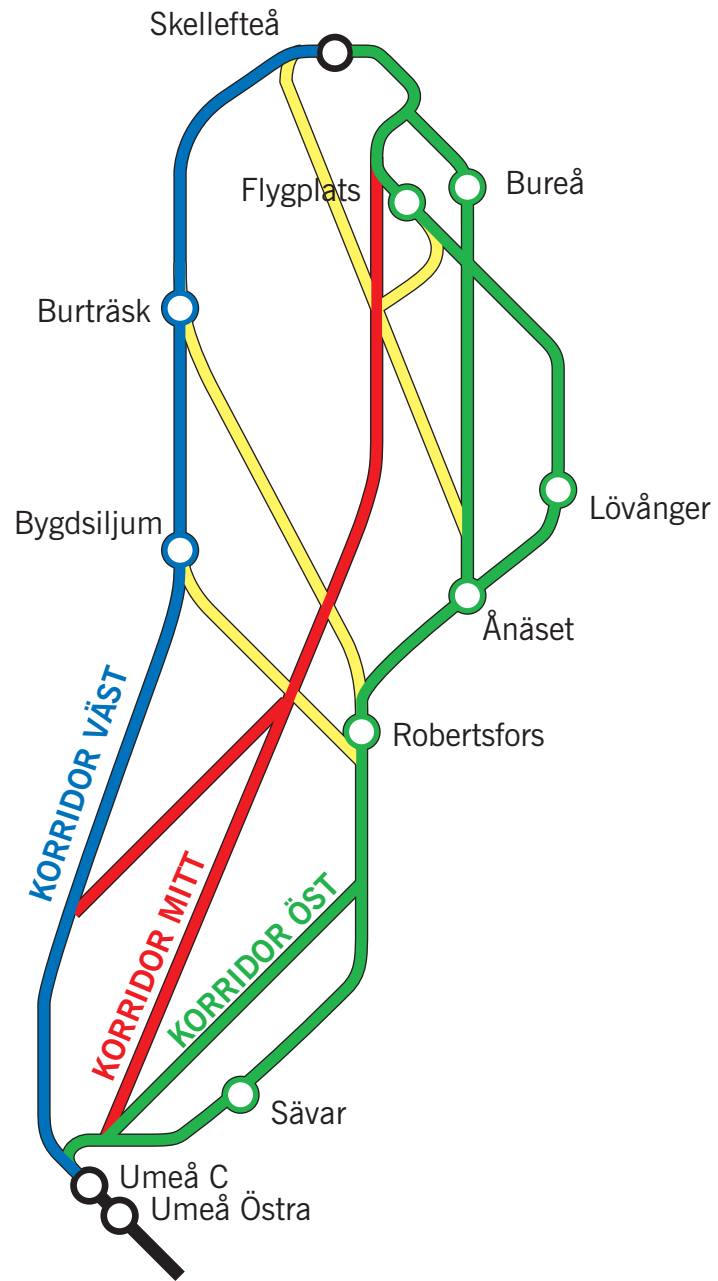 Skellefteå
Flygplats
Bureå
Burträsk
Lövånger
Bygdsiljum
Ånäset
KORRIDOR VÄST
Robertsfors
KORRIDOR MITT
KORRIDOR ÖST
Sävar
Umeå C
Umeå Östra